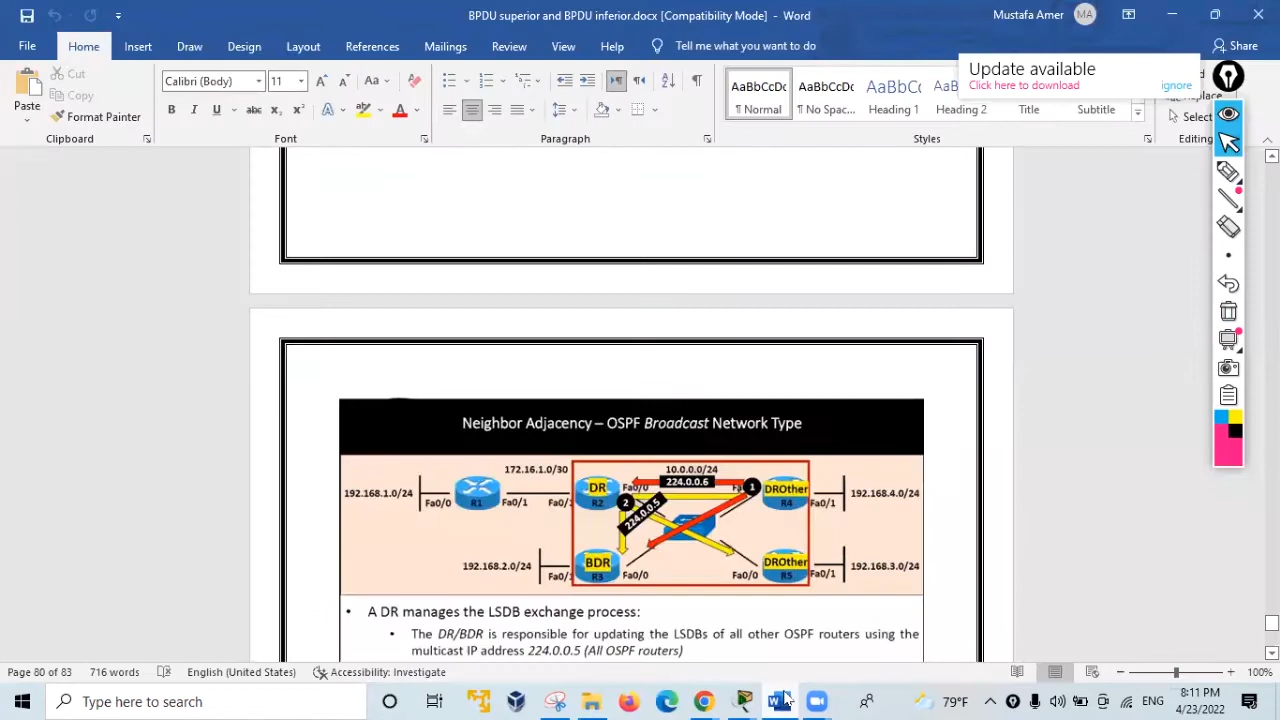 BPDU superior and BPDU inferior.docx [Compatibility Mode] - Word
Mustafa Amer MA
File Home Insert Draw Design Layout References Mailings Review View Help Tell me what you want to do Share
Update available
Click here to download ignore
Paste
Cut
Copy
Format Painter
Clipboard
Calibri (Body) 11
Font
Paragraph
AaBbCcDc AaBbCcDc AaBbCc
¶ Normal ¶ No Spac... Heading 1 Heading 2 Title Subtitle
Styles
Select
Editing
Neighbor Adjacency – OSPF Broadcast Network Type
172.16.1.0/30 10.0.0.0/24
192.168.1.0/24 Fa0/0 R1 Fa0/1 DR R2 Fa0/0 224.0.0.6 1 DROther R4 Fa0/1 192.168.4.0/24
2 224.0.0.5
192.168.2.0/24 BDR R3 Fa0/0 Fa0/0 DROther R5 Fa0/1 192.168.3.0/24
• A DR manages the LSDB exchange process:
• The DR/BDR is responsible for updating the LSDBs of all other OSPF routers using the
multicast IP address 224.0.0.5 (All OSPF routers)
Page 80 of 83 716 words English (United States) Accessibility: Investigate 100%
Type here to search 79°F ENG 8:11 PM
4/23/2022